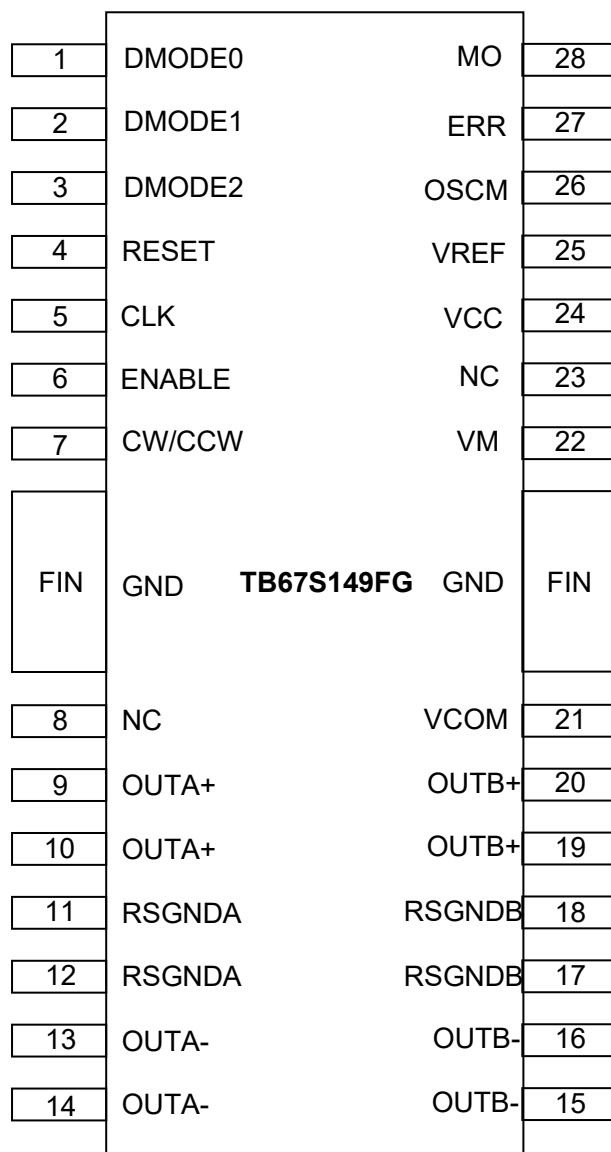 1 DMODE0 MO 28
2 DMODE1 ERR 27
3 DMODE2 OSCM 26
4 RESET VREF 25
5 CLK VCC 24
6 ENABLE NC 23
7 CW/CCW VM 22
FIN GND TB67S149FG GND FIN
8 NC VCOM 21
9 OUTA+ OUTB+ 20
10 OUTA+ OUTB+ 19
11 RSGNDA RSGNDB 18
12 RSGNDA RSGNDB 17
13 OUTA- OUTB- 16
14 OUTA- OUTB- 15